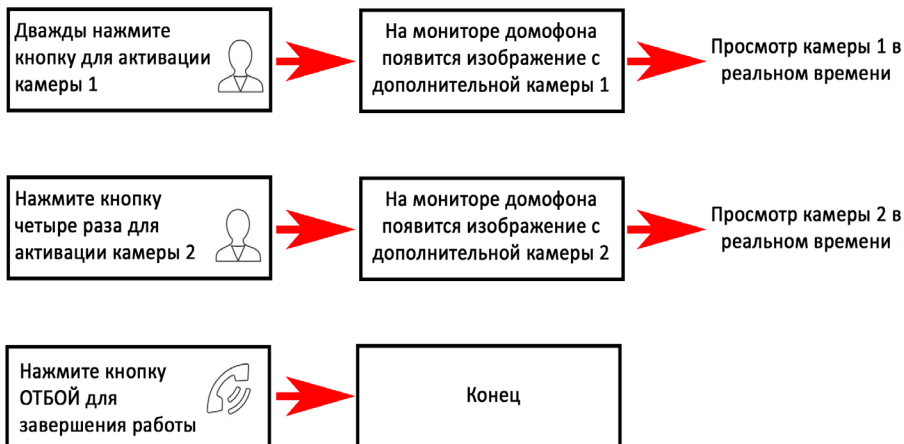 Дважды нажмите
кнопку для активации
камеры 1
На мониторе домофона
появится изображение с
дополнительной камеры 1
Просмотр камеры 1 в
реальном времени
Нажмите кнопку
четыре раза для
активации камеры 2
На мониторе домофона
появится изображение с
дополнительной камеры 2
Просмотр камеры 2 в
реальном времени
Нажмите кнопку
ОТБОЙ для
завершения работы
Конец